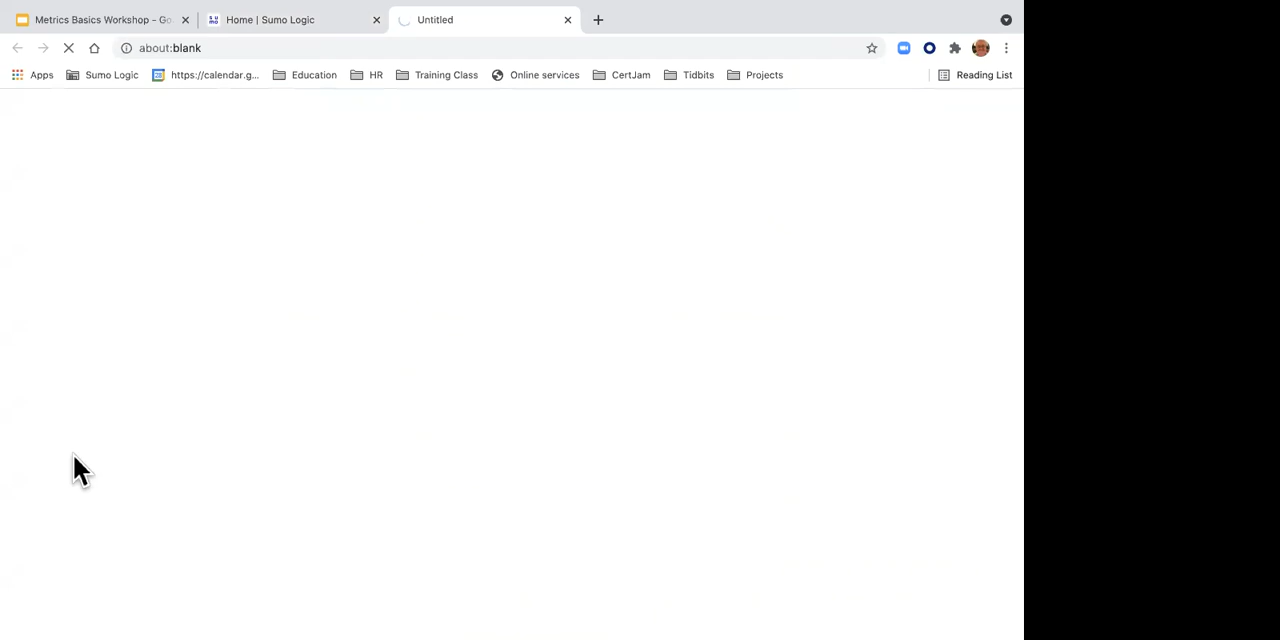 Metrics Basics Workshop - Go
Home | Sumo Logic
Untitled
about:blank
Apps
Sumo Logic
https://calendar.g...
Education
HR
Training Class
Online services
CertJam
Tidbits
Projects
Reading List